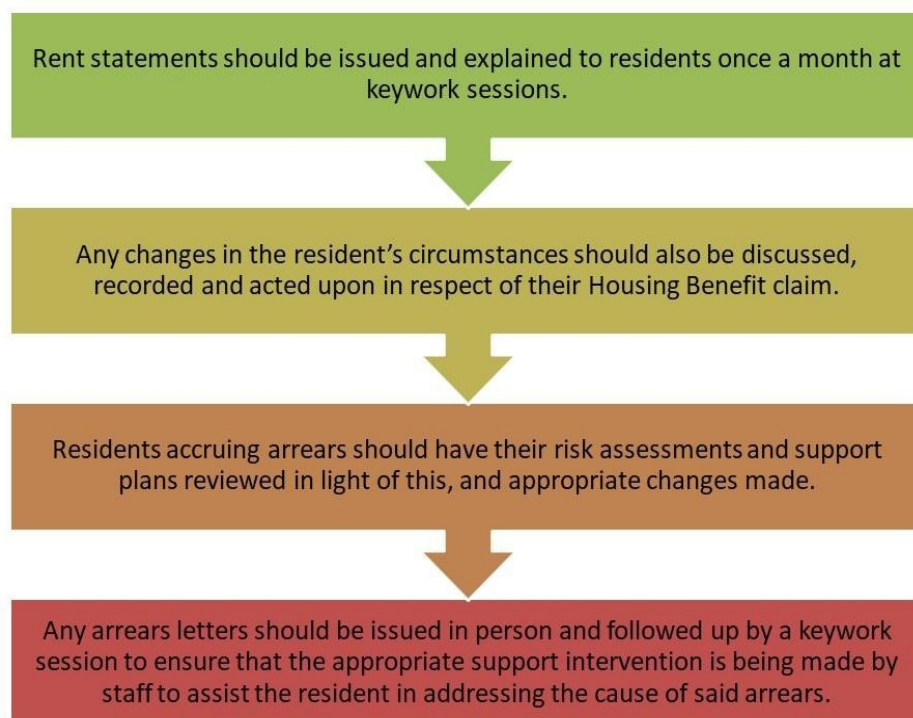 Rent statements should be issued and explained to residents once a month at
keywork sessions.
Any changes in the resident's circumstances should also be discussed,
recorded and acted upon in respect of their Housing Benefit claim.
Residents accruing arrears should have their risk assessments and support
plans reviewed in light of this, and appropriate changes made.
Any arrears letters should be issued in person and followed up by a keywork
session to ensure that the appropriate support intervention is being made by
staff to assist the resident in addressing the cause of said arrears.